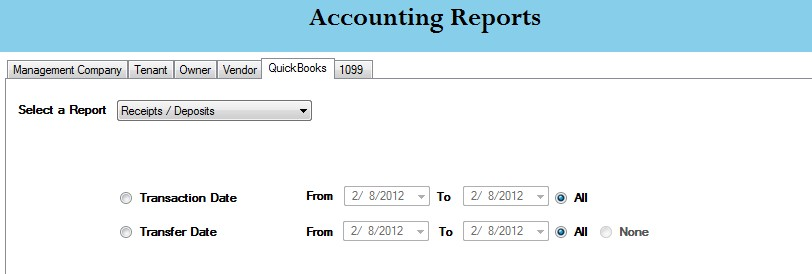 Accounting Reports
Management Company Tenant Owner Vendor QuickBooks 1099
Select a Report Receipts / Deposits
Transaction Date From 2/ 8/2012 To 2/ 8/2012 All
Transfer Date From 2/ 8/2012 To 2/ 8/2012 All None